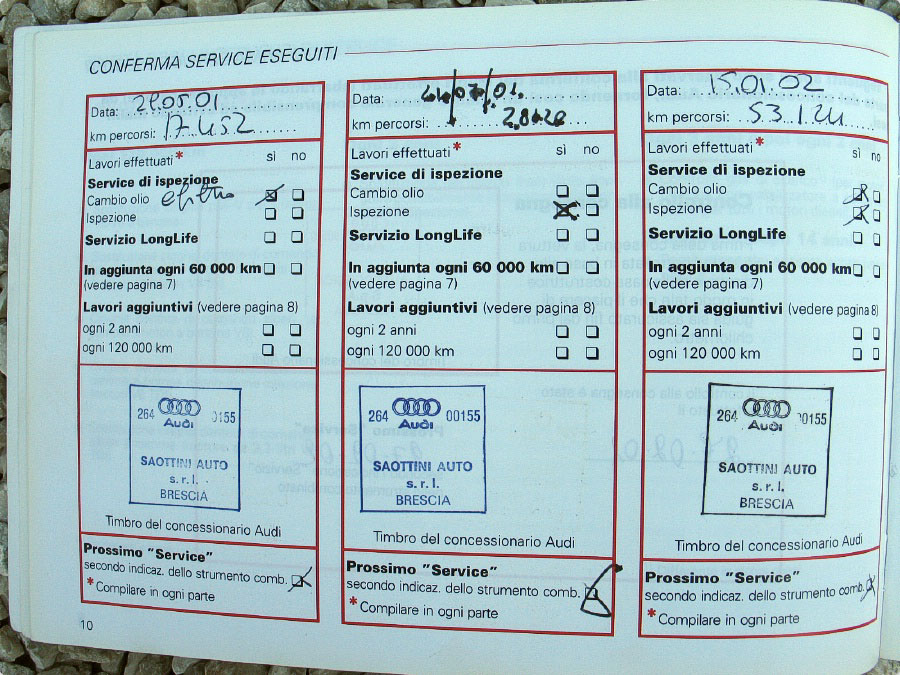 CONFERMA SERVICE ESEGUITI
Data: 21.05.01
km percorsi: 17.452
Lavori effettuati* sì no
Service di ispezione
Cambio olio
Ispezione
Servizio LongLife
In aggiunta ogni 60 000 km
(vedere pagina 7)
Lavori aggiuntivi (vedere pagina 8)
ogni 2 anni
ogni 120 000 km
264 Audi 00155
SAOTTINI AUTO
s. r. l.
BRESCIA
Timbro del concessionario Audi
Prossimo "Service"
secondo indicaz. dello strumento comb.
*Compilare in ogni parte
Data:
km percorsi:
Lavori effettuati* sì no
Service di ispezione
Cambio olio
Ispezione
Servizio LongLife
In aggiunta ogni 60 000 km
(vedere pagina 7)
Lavori aggiuntivi (vedere pagina 8)
ogni 2 anni
ogni 120 000 km
264 Audi 00155
SAOTTINI AUTO
s. r. l.
BRESCIA
Timbro del concessionario Audi
Prossimo "Service"
secondo indicaz. dello strumento comb.
*Compilare in ogni parte
Data: 15.01.02
km percorsi: 53.124
Lavori effettuati* sì no
Service di ispezione
Cambio olio
Ispezione
Servizio LongLife
In aggiunta ogni 60 000 km
(vedere pagina 7)
Lavori aggiuntivi (vedere pagina 8)
ogni 2 anni
ogni 120 000 km
264 Audi 00155
SAOTTINI AUTO
s. r. l.
BRESCIA
Timbro del concessionario Audi
Prossimo "Service"
secondo indicaz. dello strumento comb.
*Compilare in ogni parte
10